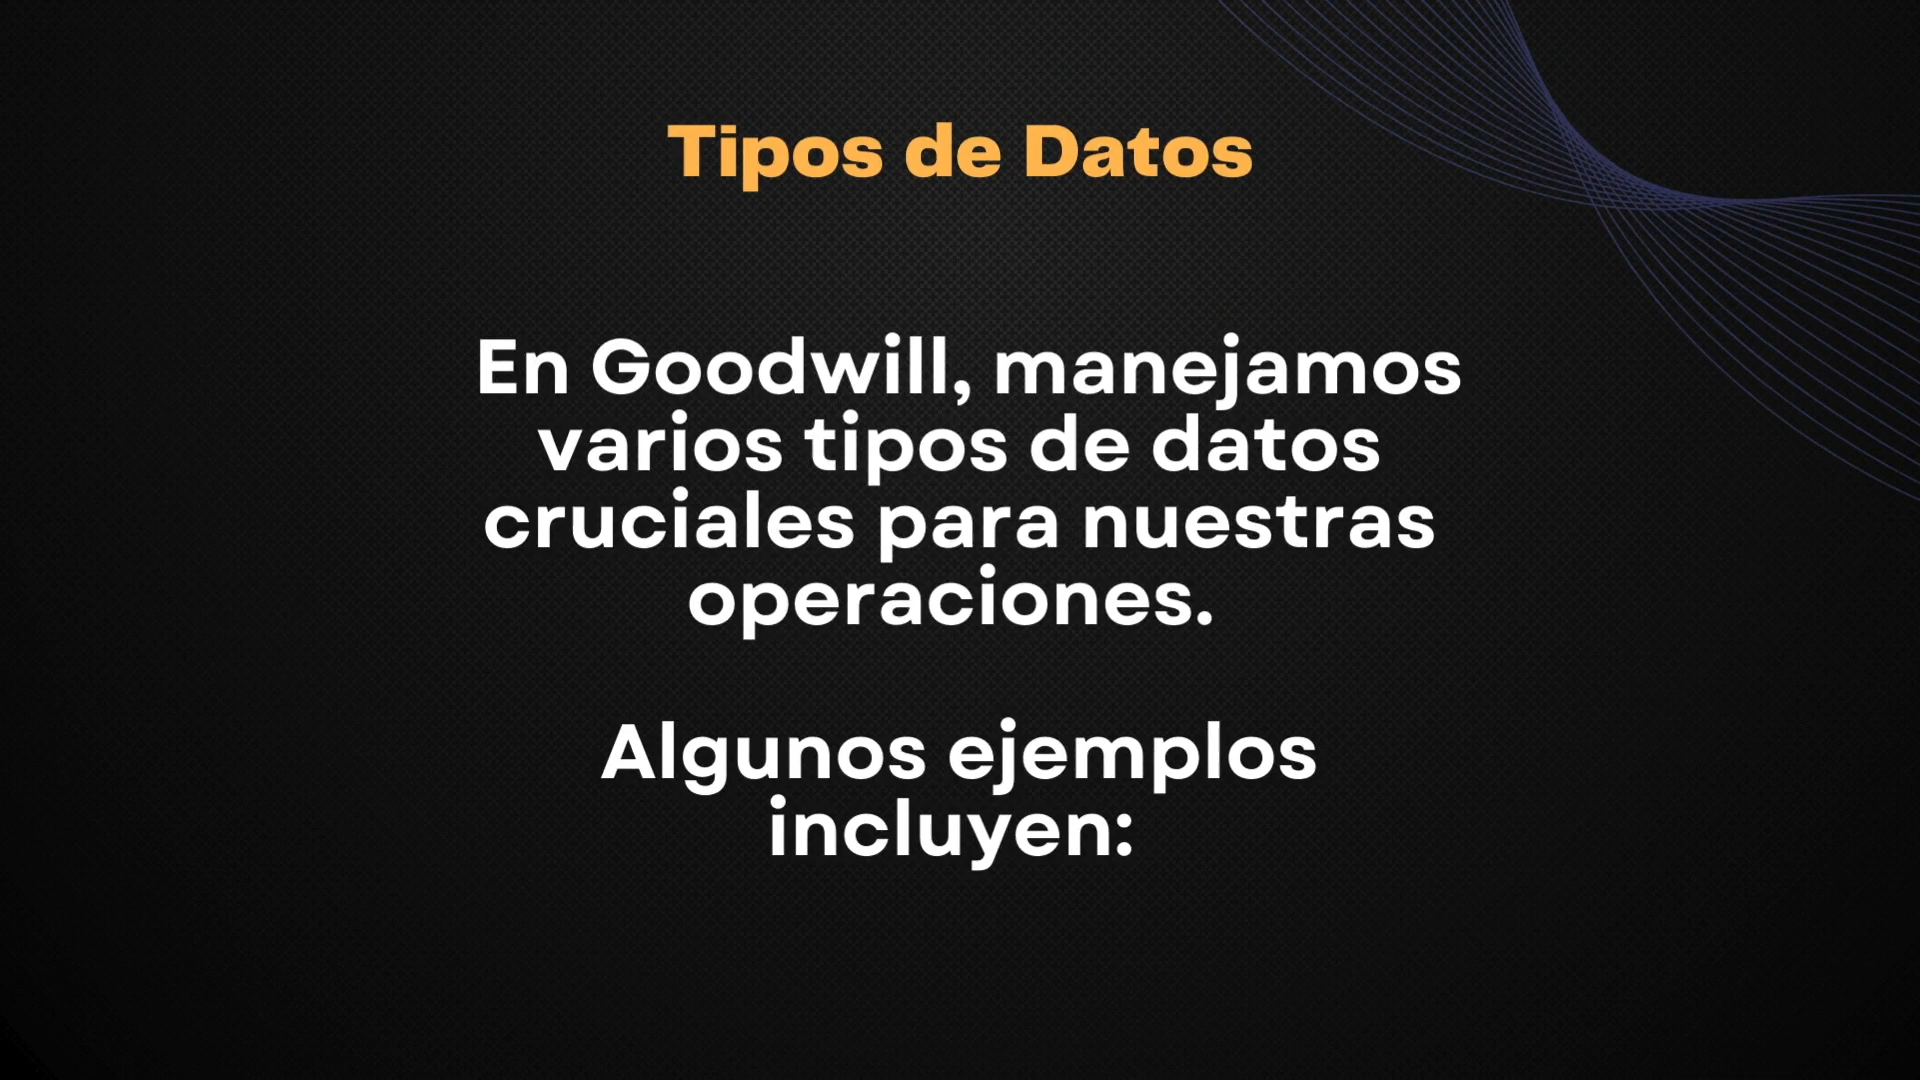 Tipos de Datos
En Goodwill, manejamos
varios tipos de datos
cruciales para nuestras
operaciones.
Algunos ejemplos
incluyen: